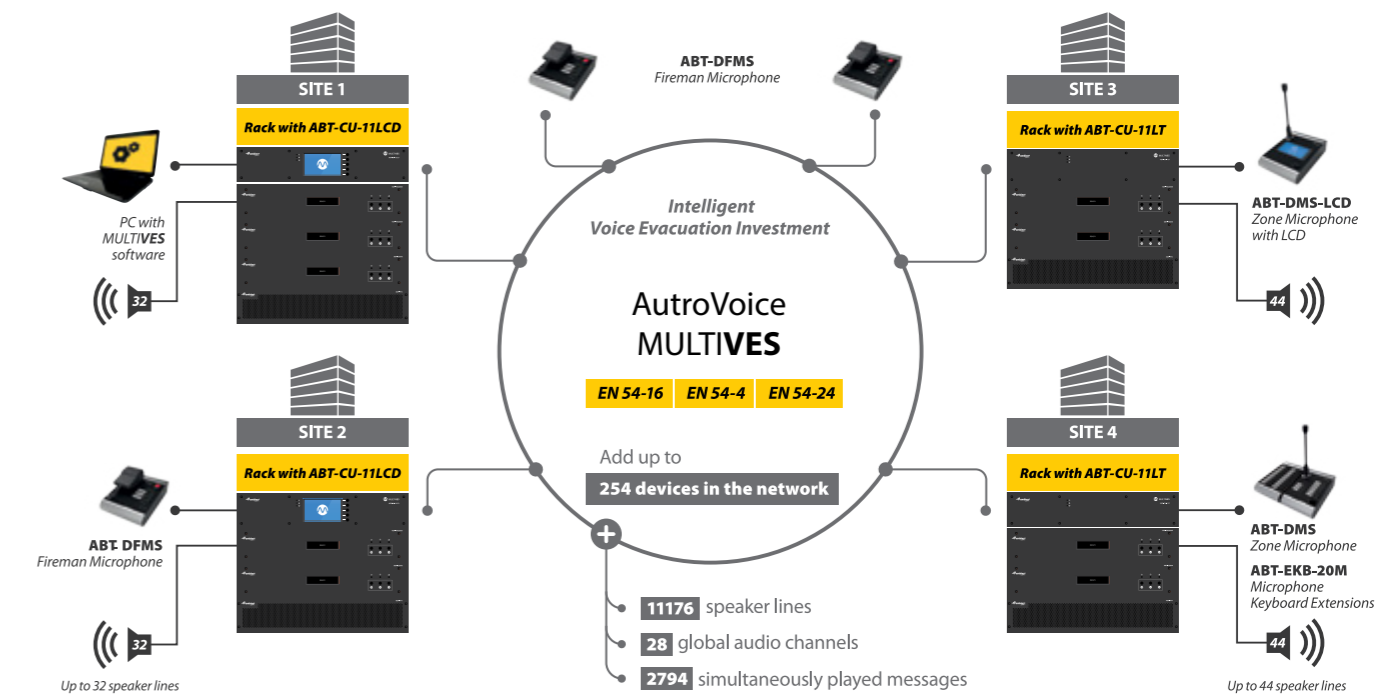 ABT-DFMS
Fireman Microphone
SITE 1
Rack with ABT-CU-11LCD
PC with
MULTIVES
software
32
SITE 2
Rack with ABT-CU-11LCD
ABT DFMS
Fireman Microphone
32
Up to 32 speaker lines
Intelligent
Voice Evacuation Investment
AutroVoice
MULTIVES
EN 54-16 EN 54-4 EN 54-24
Add up to
254 devices in the network
+
11176 speaker lines
28 global audio channels
2794 simultaneously played messages
SITE 3
Rack with ABT-CU-11LT
ABT-DMS-LCD
Zone Microphone
with LCD
44
SITE 4
Rack with ABT-CU-11LT
ABT-DMS
Zone Microphone
ABT-EKB-20M
Microphone
Keyboard Extensions
44
Up to 44 speaker lines